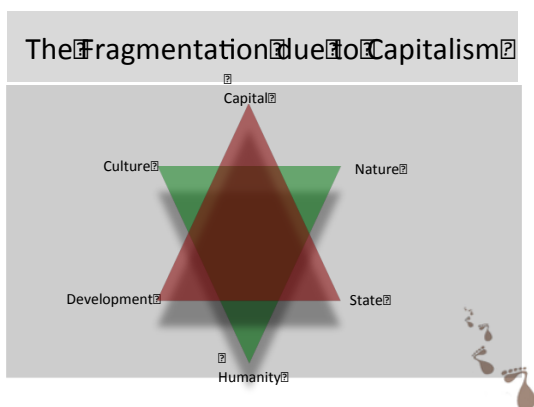 The Fragmentation due to Capitalism
Capital
Culture
Nature
Development
State
Humanity